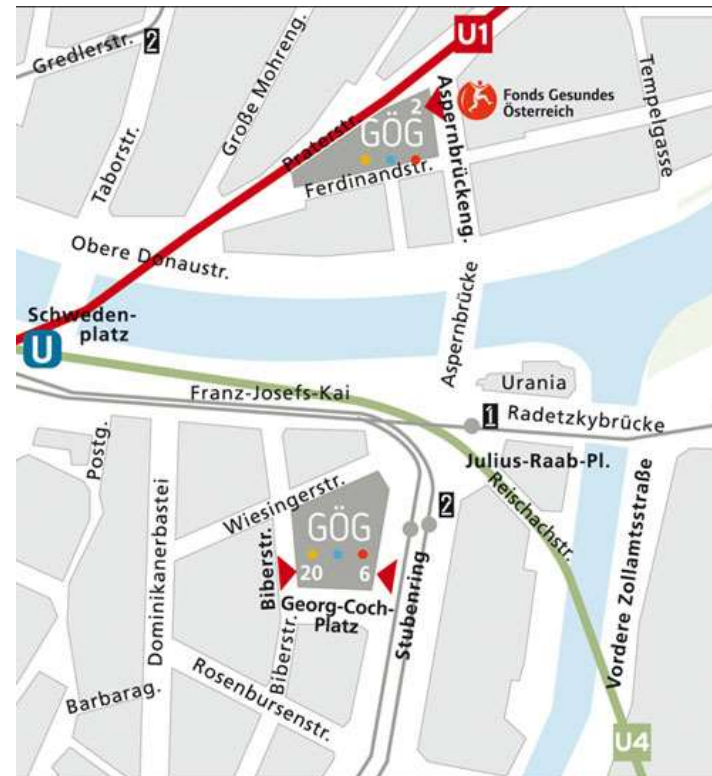 U1
2
Gredlerstr.
Große Mohreng.
Tempelgasse
Fonds Gesundes
Österreich
2
GÖG
Aspernbrückeng.
Praterstr.
Taborstr.
Ferdinandstr.
Obere Donaustr.
Aspernbrücke
Schweden-
platz
U
Urania
Franz-Josefs-Kai
1
Radetzkybrücke
Postg.
Julius-Raab-Pl.
Wiesingerstr.
Reischachstr.
2
GÖG
Dominikanerbastei
Biberstr.
20
6
Georg-Coch-
Platz
Stubenring
Vordere Zollamtsstraße
Biberstr.
Rosenbursenstr.
Barbarag.
U4